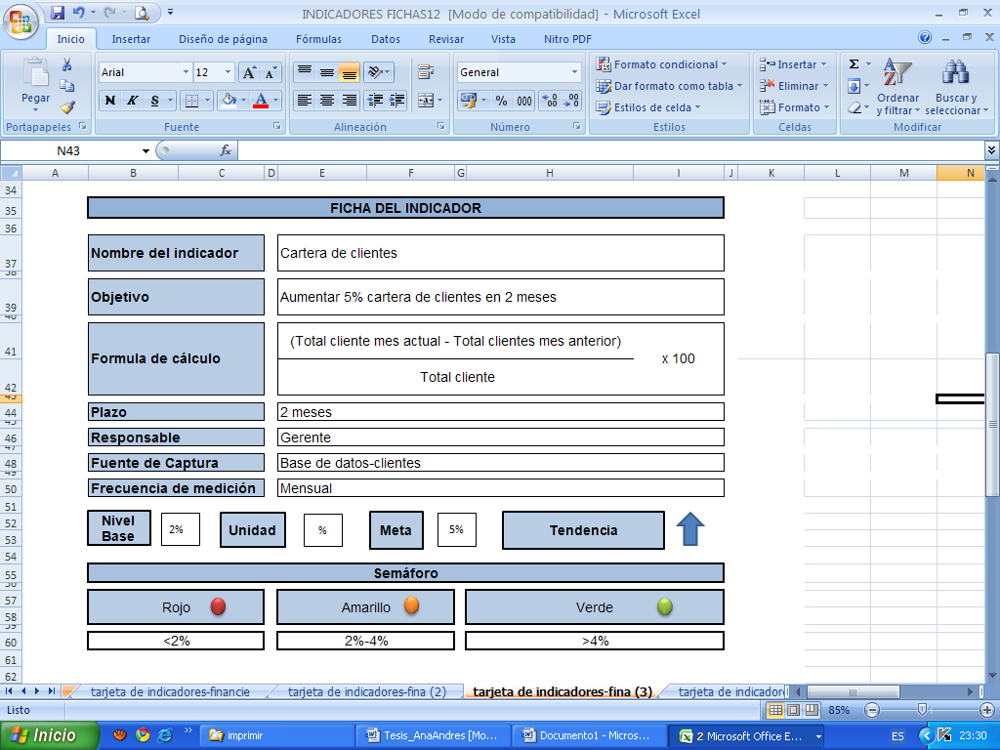 INDICADORES FICHAS12 [Modo de compatibilidad] - Microsoft Excel
Inicio Insertar Diseño de página Fórmulas Datos Revisar Vista Nitro PDF
Pegar
Portapapeles
Arial 12
N K S
Fuente
Alineación
General
% 000
Número
Formato condicional
Dar formato como tabla
Estilos de celda
Estilos
Insertar
Eliminar
Formato
Celdas
Σ
Ordenar y filtrar
Buscar y seleccionar
Modificar
N43 fx
A B C D E F G H I J K L M N
34
35 FICHA DEL INDICADOR
36
37 Nombre del indicador Cartera de clientes
38
39 Objetivo Aumentar 5% cartera de clientes en 2 meses
40
41 Formula de cálculo (Total cliente mes actual - Total clientes mes anterior) x 100
42 Total cliente
43
44 Plazo 2 meses
45
46 Responsable Gerente
47
48 Fuente de Captura Base de datos-clientes
49
50 Frecuencia de medición Mensual
51
52 Nivel Base 2% Unidad % Meta 5% Tendencia
53
54
55 Semáforo
56
57 Rojo Amarillo Verde
58
59
60 <2% 2%-4% >4%
61
62
tarjeta de indicadores-financie tarjeta de indicadores-fina (2) tarjeta de indicadores-fina (3) tarjeta de indicador
Listo 85%
Inicio imprimir Tesis_AnaAndres [Mo... Documento1 - Micros... 2 Microsoft Office E... ES 23:30